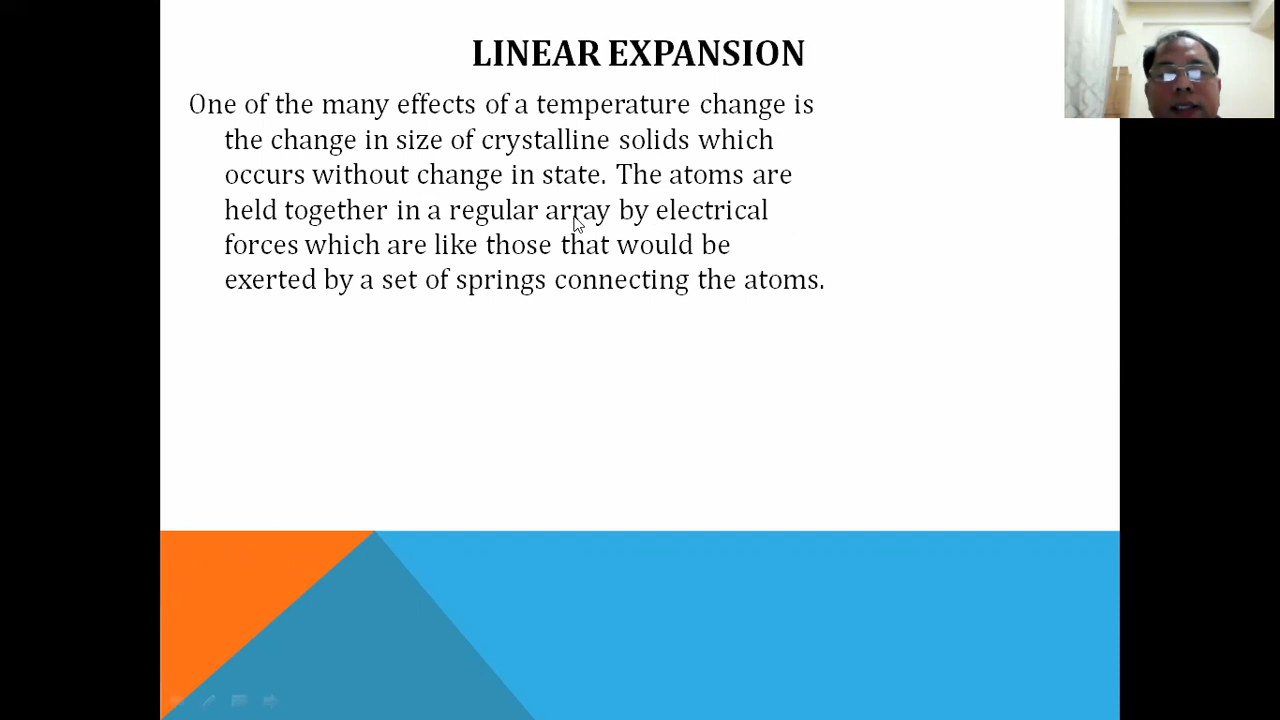 LINEAR EXPANSION
One of the many effects of a temperature change is
the change in size of crystalline solids which
occurs without change in state. The atoms are
held together in a regular array by electrical
forces which are like those that would be
exerted by a set of springs connecting the atoms.